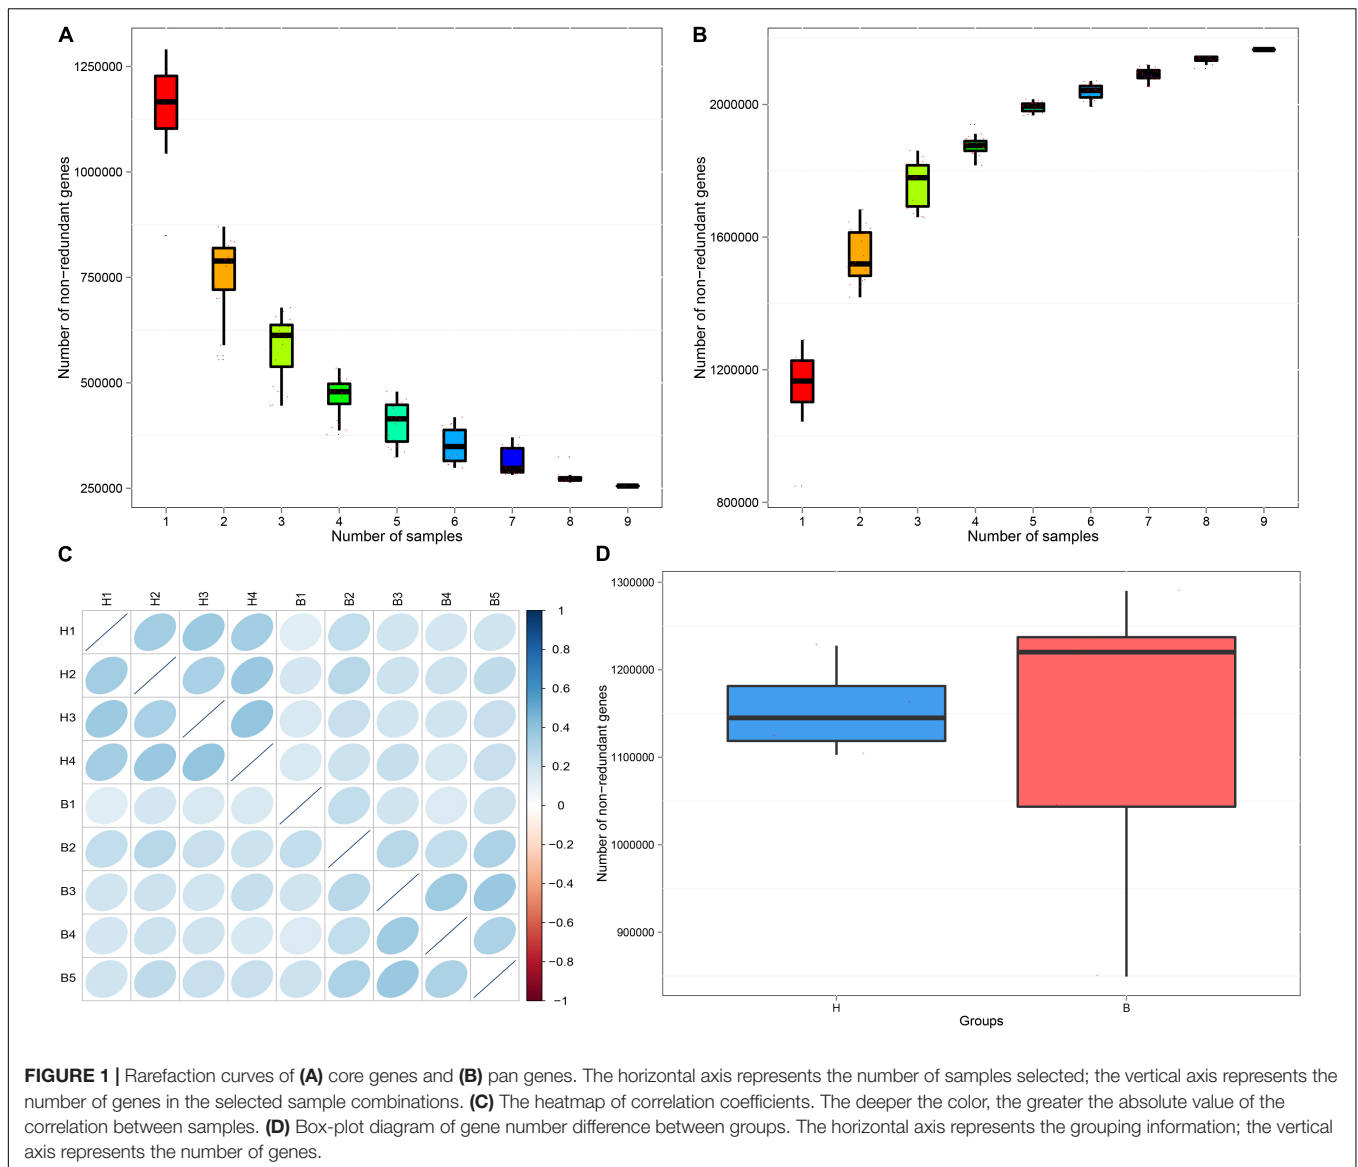 A
Number of non−redundant genes
1250000
1000000
750000
500000
250000
1 2 3 4 5 6 7 8 9
Number of samples
B
Number of non−redundant genes
2000000
1600000
1200000
800000
1 2 3 4 5 6 7 8 9
Number of samples
C
H1 H2 H3 H4 B1 B2 B3 B4 B5
H1
H2
H3
H4
B1
B2
B3
B4
B5
1
0.8
0.6
0.4
0.2
0
−0.2
−0.4
−0.6
−0.8
−1
D
Number of non−redundant genes
1300000
1200000
1100000
1000000
900000
H B
Groups
FIGURE 1 | Rarefaction curves of (A) core genes and (B) pan genes. The horizontal axis represents the number of samples selected; the vertical axis represents the
number of genes in the selected sample combinations. (C) The heatmap of correlation coefficients. The deeper the color, the greater the absolute value of the
correlation between samples. (D) Box-plot diagram of gene number difference between groups. The horizontal axis represents the grouping information; the vertical
axis represents the number of genes.